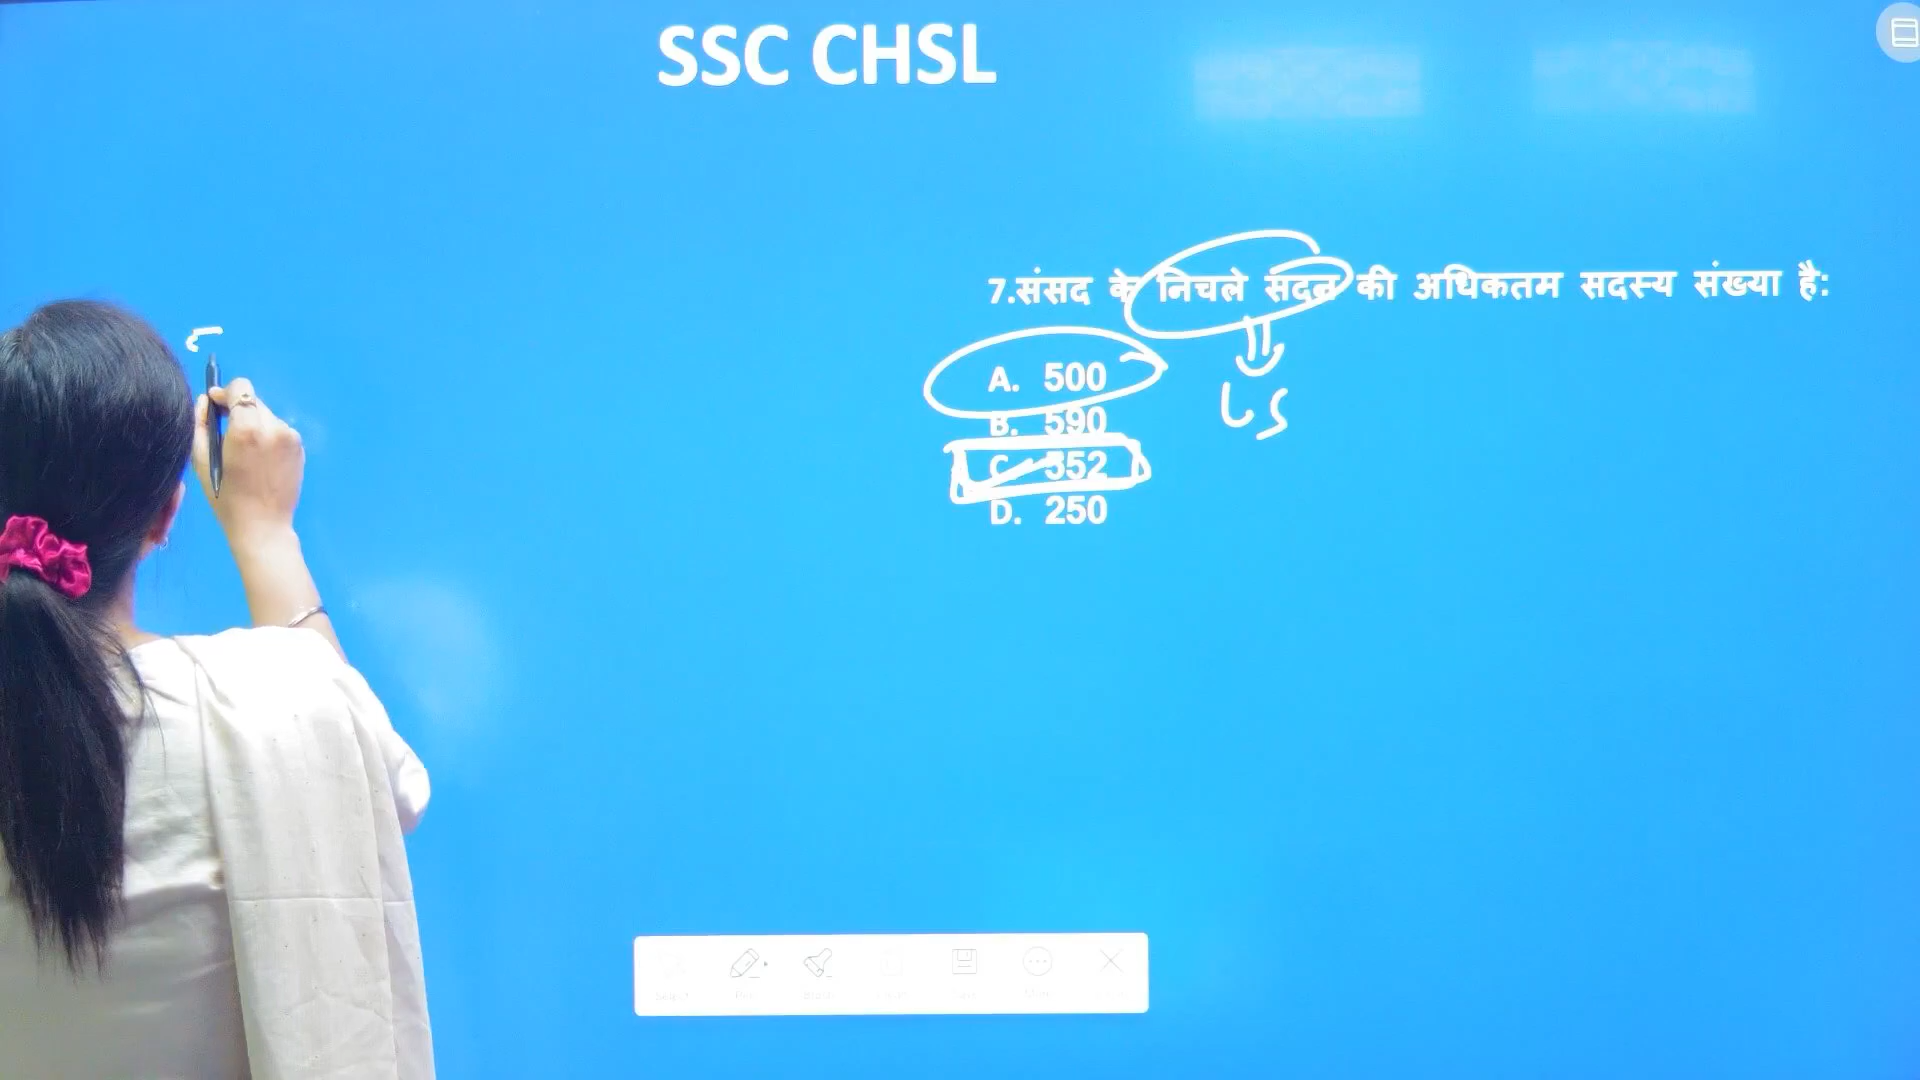 SSC CHSL
7.संसद के निचले सदन की अधिकतम सदस्य संख्या है:
A. 500
B. 590
C. 552
D. 250
LS